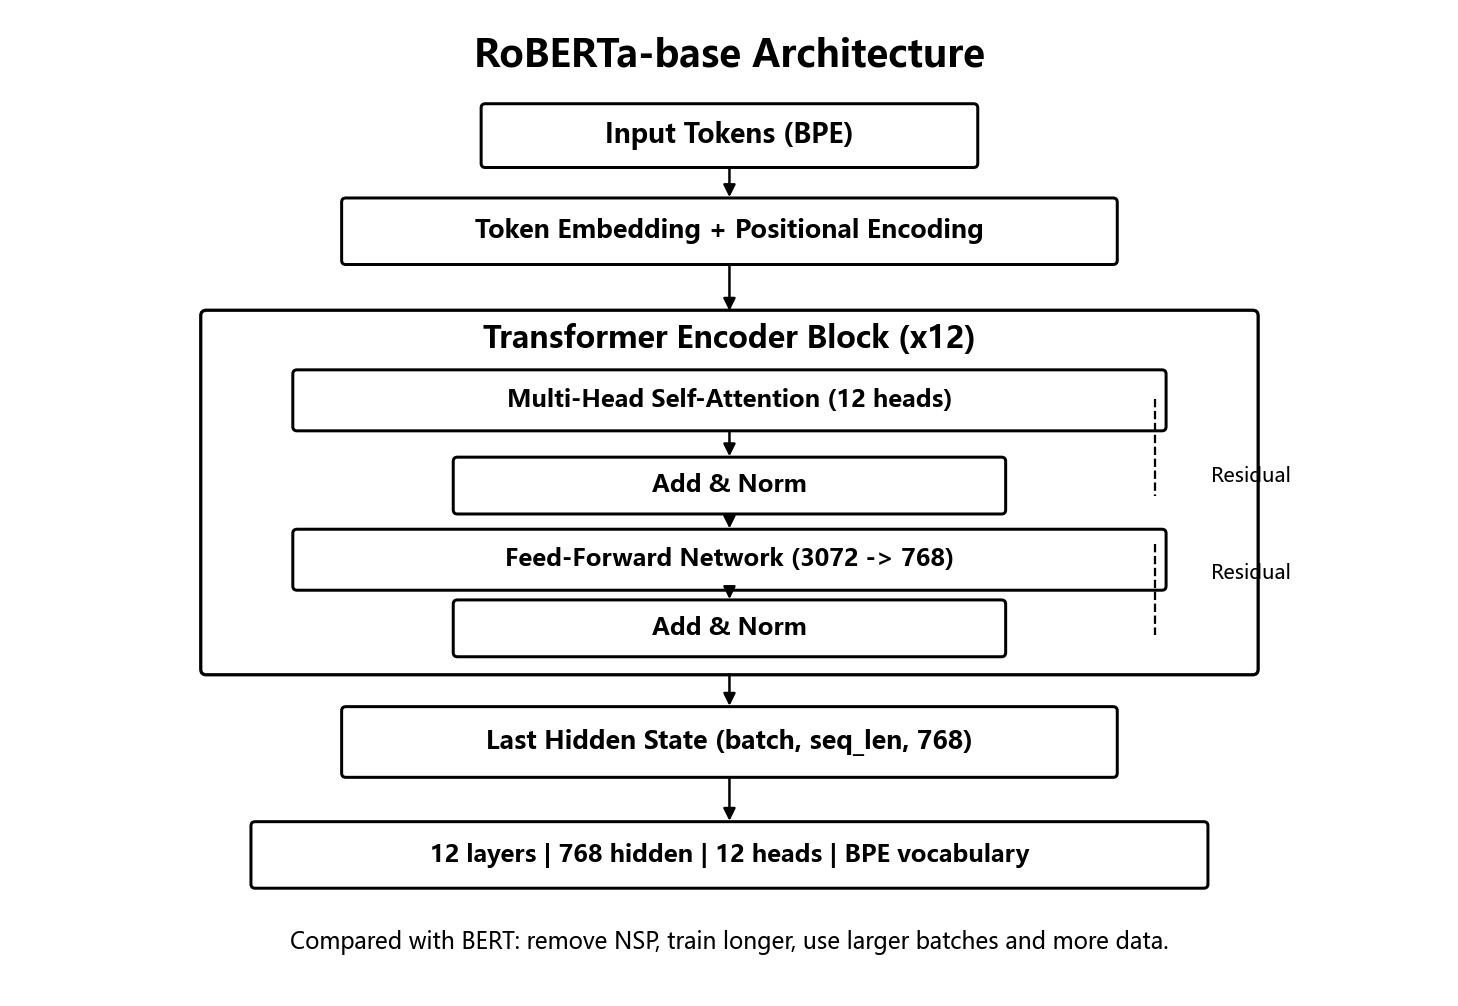 RoBERTa-base Architecture
Input Tokens (BPE)
Token Embedding + Positional Encoding
Transformer Encoder Block (x12)
Multi-Head Self-Attention (12 heads)
Residual
Add & Norm
Feed-Forward Network (3072 -> 768)
Residual
Add & Norm
Last Hidden State (batch, seq_len, 768)
12 layers | 768 hidden | 12 heads | BPE vocabulary
Compared with BERT: remove NSP, train longer, use larger batches and more data.